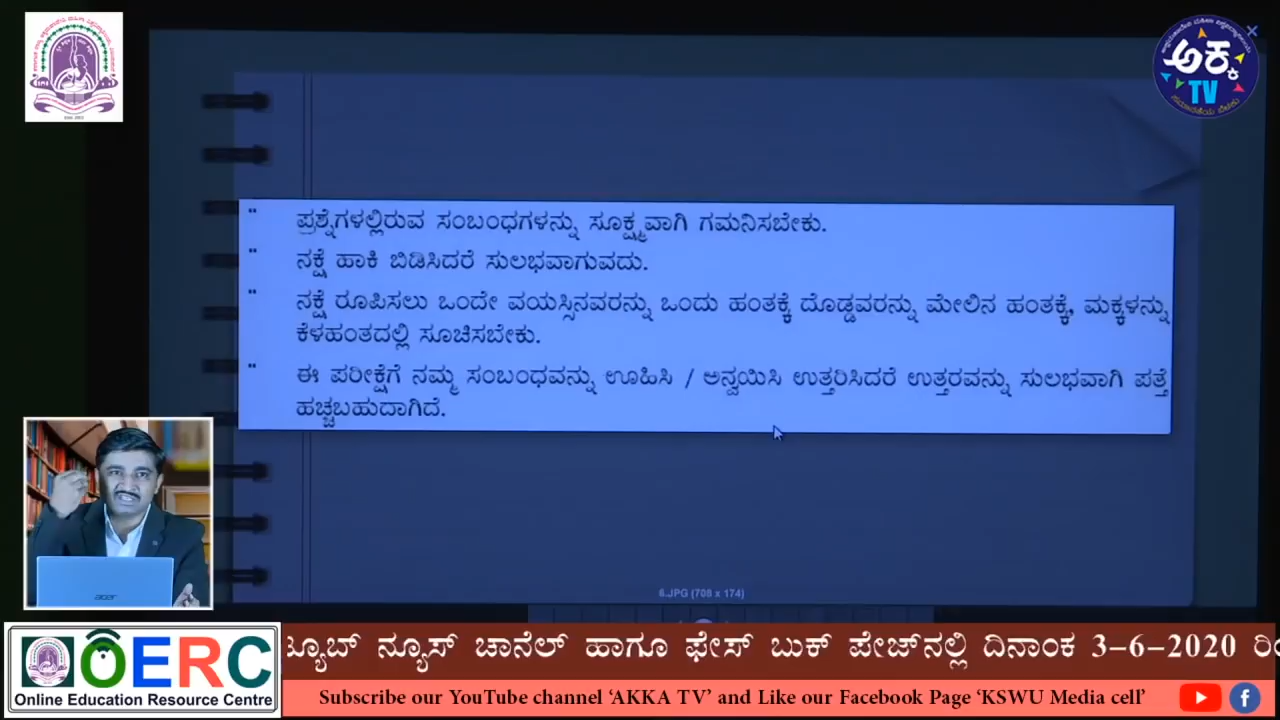 ಅಕ್ಕ
TV
" ಪ್ರಶ್ನೆಗಳಲ್ಲಿರುವ ಸಂಬಂಧಗಳನ್ನು ಸೂಕ್ಷ್ಮವಾಗಿ ಗಮನಿಸಬೇಕು.
" ನಕ್ಷೆ ಹಾಕಿ ಬಿಡಿಸಿದರೆ ಸುಲಭವಾಗುವದು.
" ನಕ್ಷೆ ರೂಪಿಸಲು ಒಂದೇ ವಯಸ್ಸಿನವರನ್ನು ಒಂದು ಹಂತಕ್ಕೆ ದೊಡ್ಡವರನ್ನು ಮೇಲಿನ ಹಂತಕ್ಕೆ, ಮಕ್ಕಳನ್ನು
ಕೆಳಹಂತದಲ್ಲಿ ಸೂಚಿಸಬೇಕು.
" ಈ ಪರೀಕ್ಷೆಗೆ ನಮ್ಮ ಸಂಬಂಧವನ್ನು ಊಹಿಸಿ / ಅನ್ವಯಿಸಿ ಉತ್ತರಿಸಿದರೆ ಉತ್ತರವನ್ನು ಸುಲಭವಾಗಿ ಪತ್ತೆ
ಹಚ್ಚಬಹುದಾಗಿದೆ.
6.JPG (708 x 174)
acer
OERC
Online Education Resource Centre
ನ್ಯೂಸ್ ಚಾನೆಲ್ ಹಾಗೂ ಫೇಸ್ ಬುಕ್ ಪೇಜ್‌ನಲ್ಲಿ ದಿನಾಂಕ 3-6-2020
Subscribe our YouTube channel ‘AKKA TV’ and Like our Facebook Page ‘KSWU Media cell’